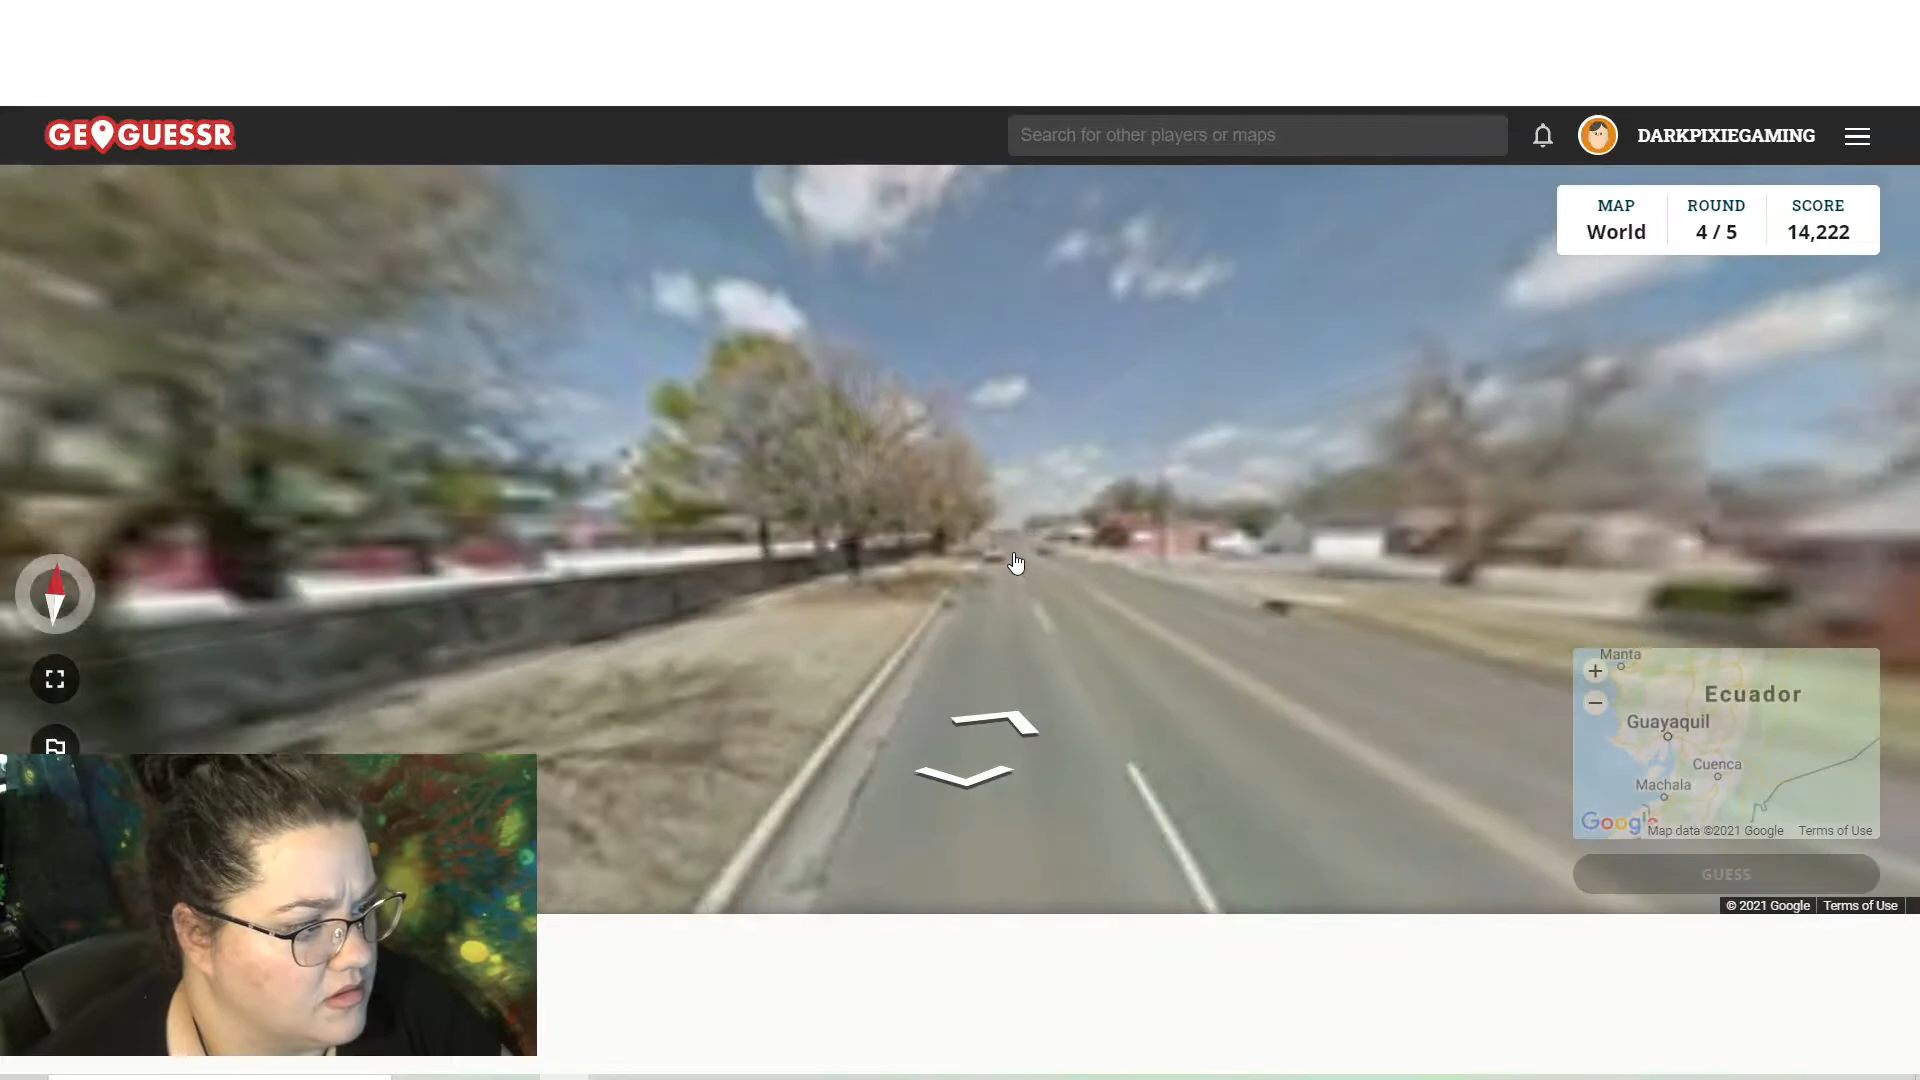 GEOGUESSR
Search for other players or maps
DARKPIXIEGAMING
MAP ROUND SCORE
World 4 / 5 14,222
Manta
Ecuador
Guayaquil
Cuenca
Machala
Google
Map data ©2021 Google Terms of Use
GUESS
© 2021 Google Terms of Use